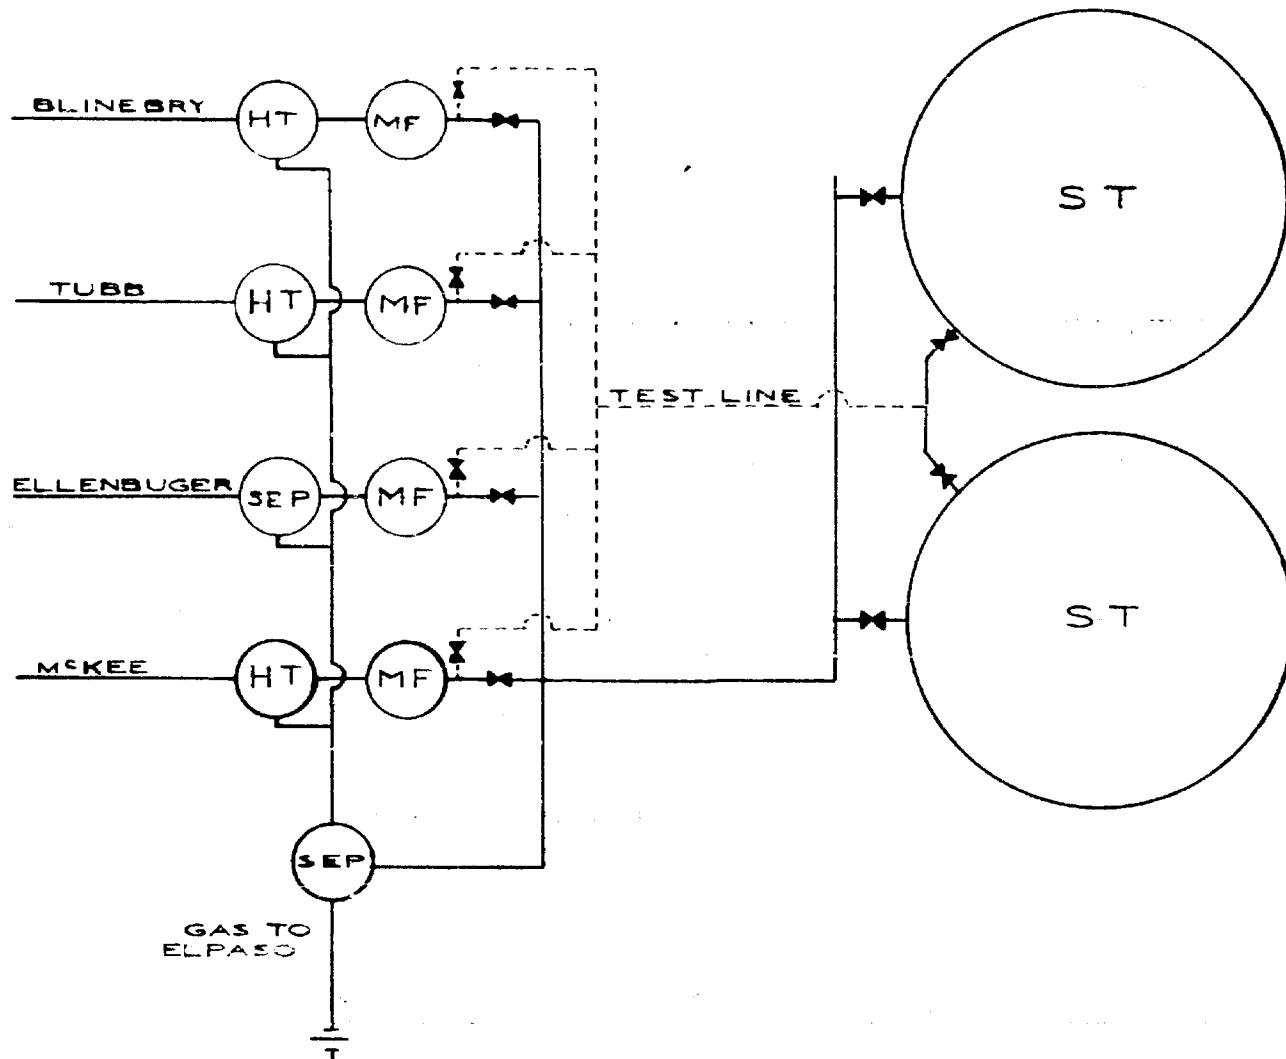 BLINEBRY
HT
MF
ST
TUBB
HT
MF
TEST LINE
ELLENBUGER
SEP
MF
ST
McKEE
HT
MF
SEP
GAS TO
ELPASO